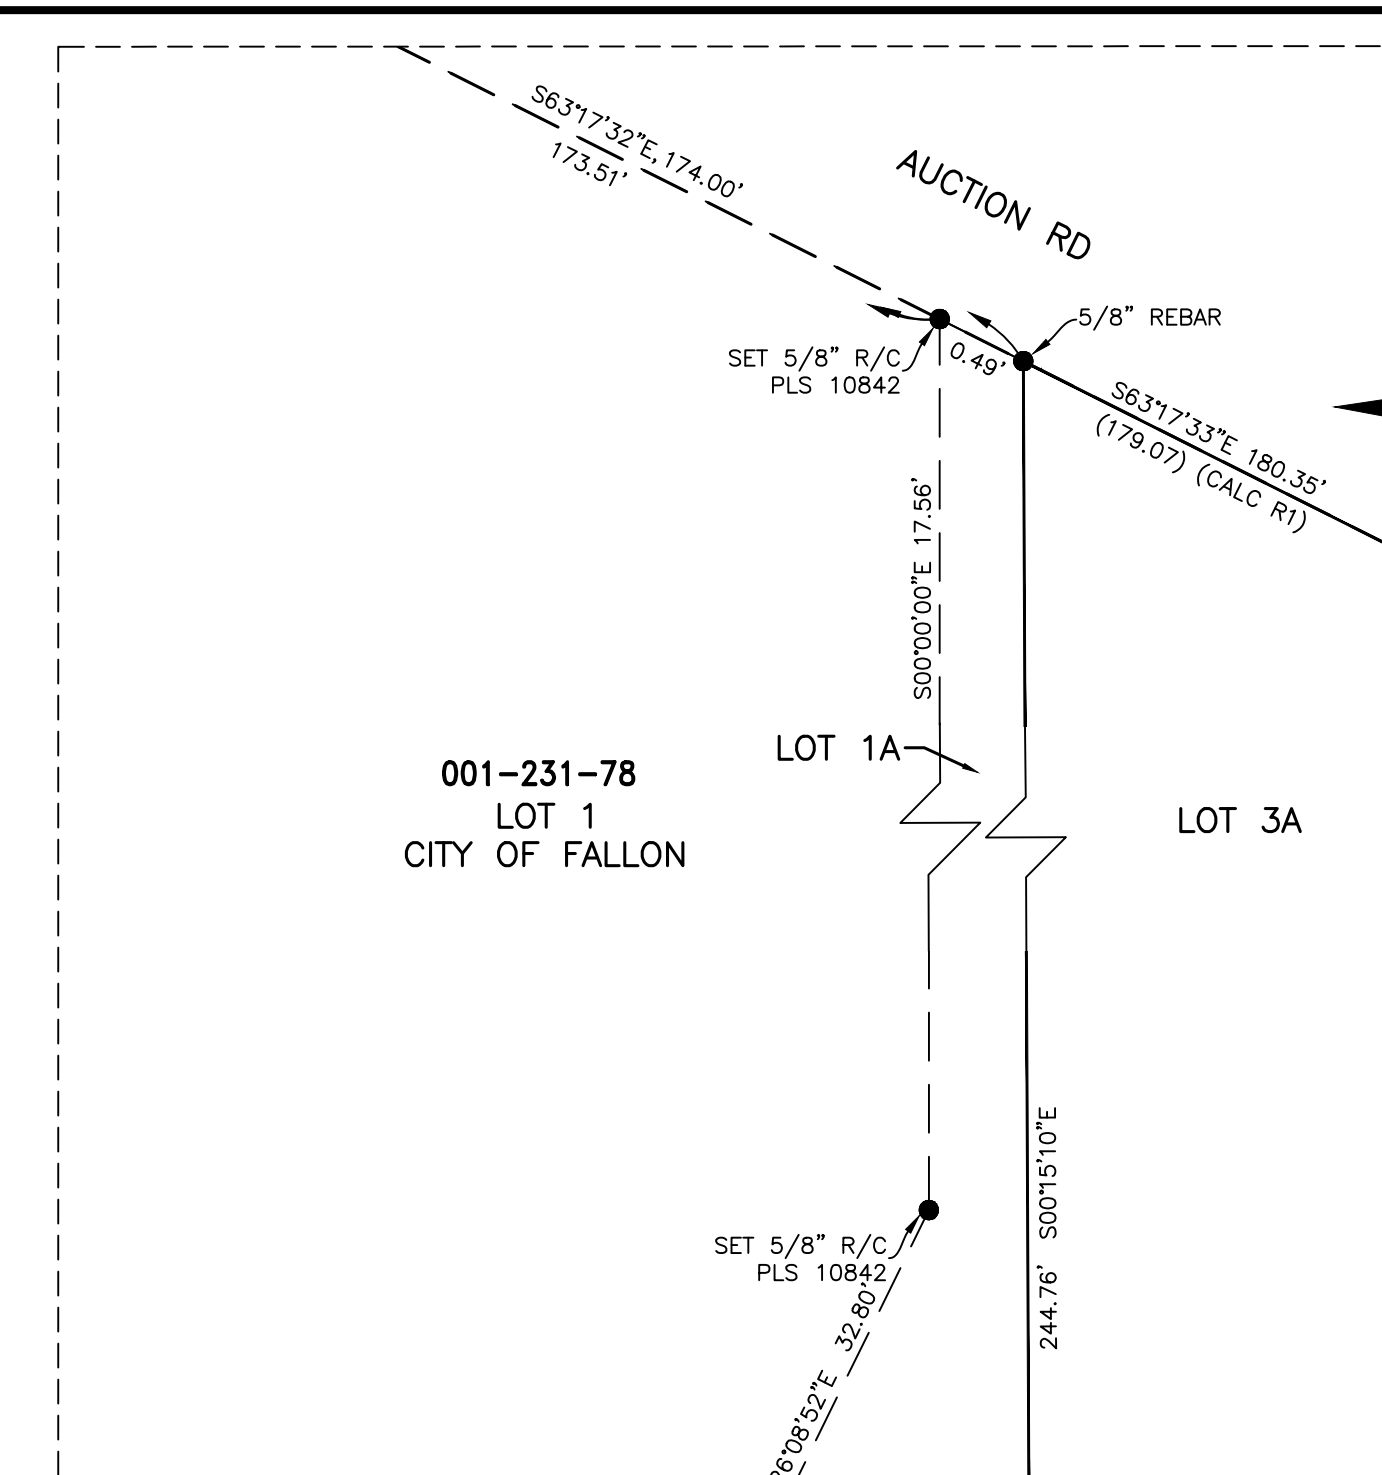 S63°17'32"E, 174.00'
173.51'
AUCTION RD
5/8" REBAR
SET 5/8" R/C
PLS 10842
0.49'
S63°17'33"E 180.35'
(179.07) (CALC R1)
S00°00'00"E 17.56'
LOT 1A
001-231-78
LOT 1
CITY OF FALLON
LOT 3A
244.76' S00°15'10"E
SET 5/8" R/C
PLS 10842
6°08'52"E 32.80'